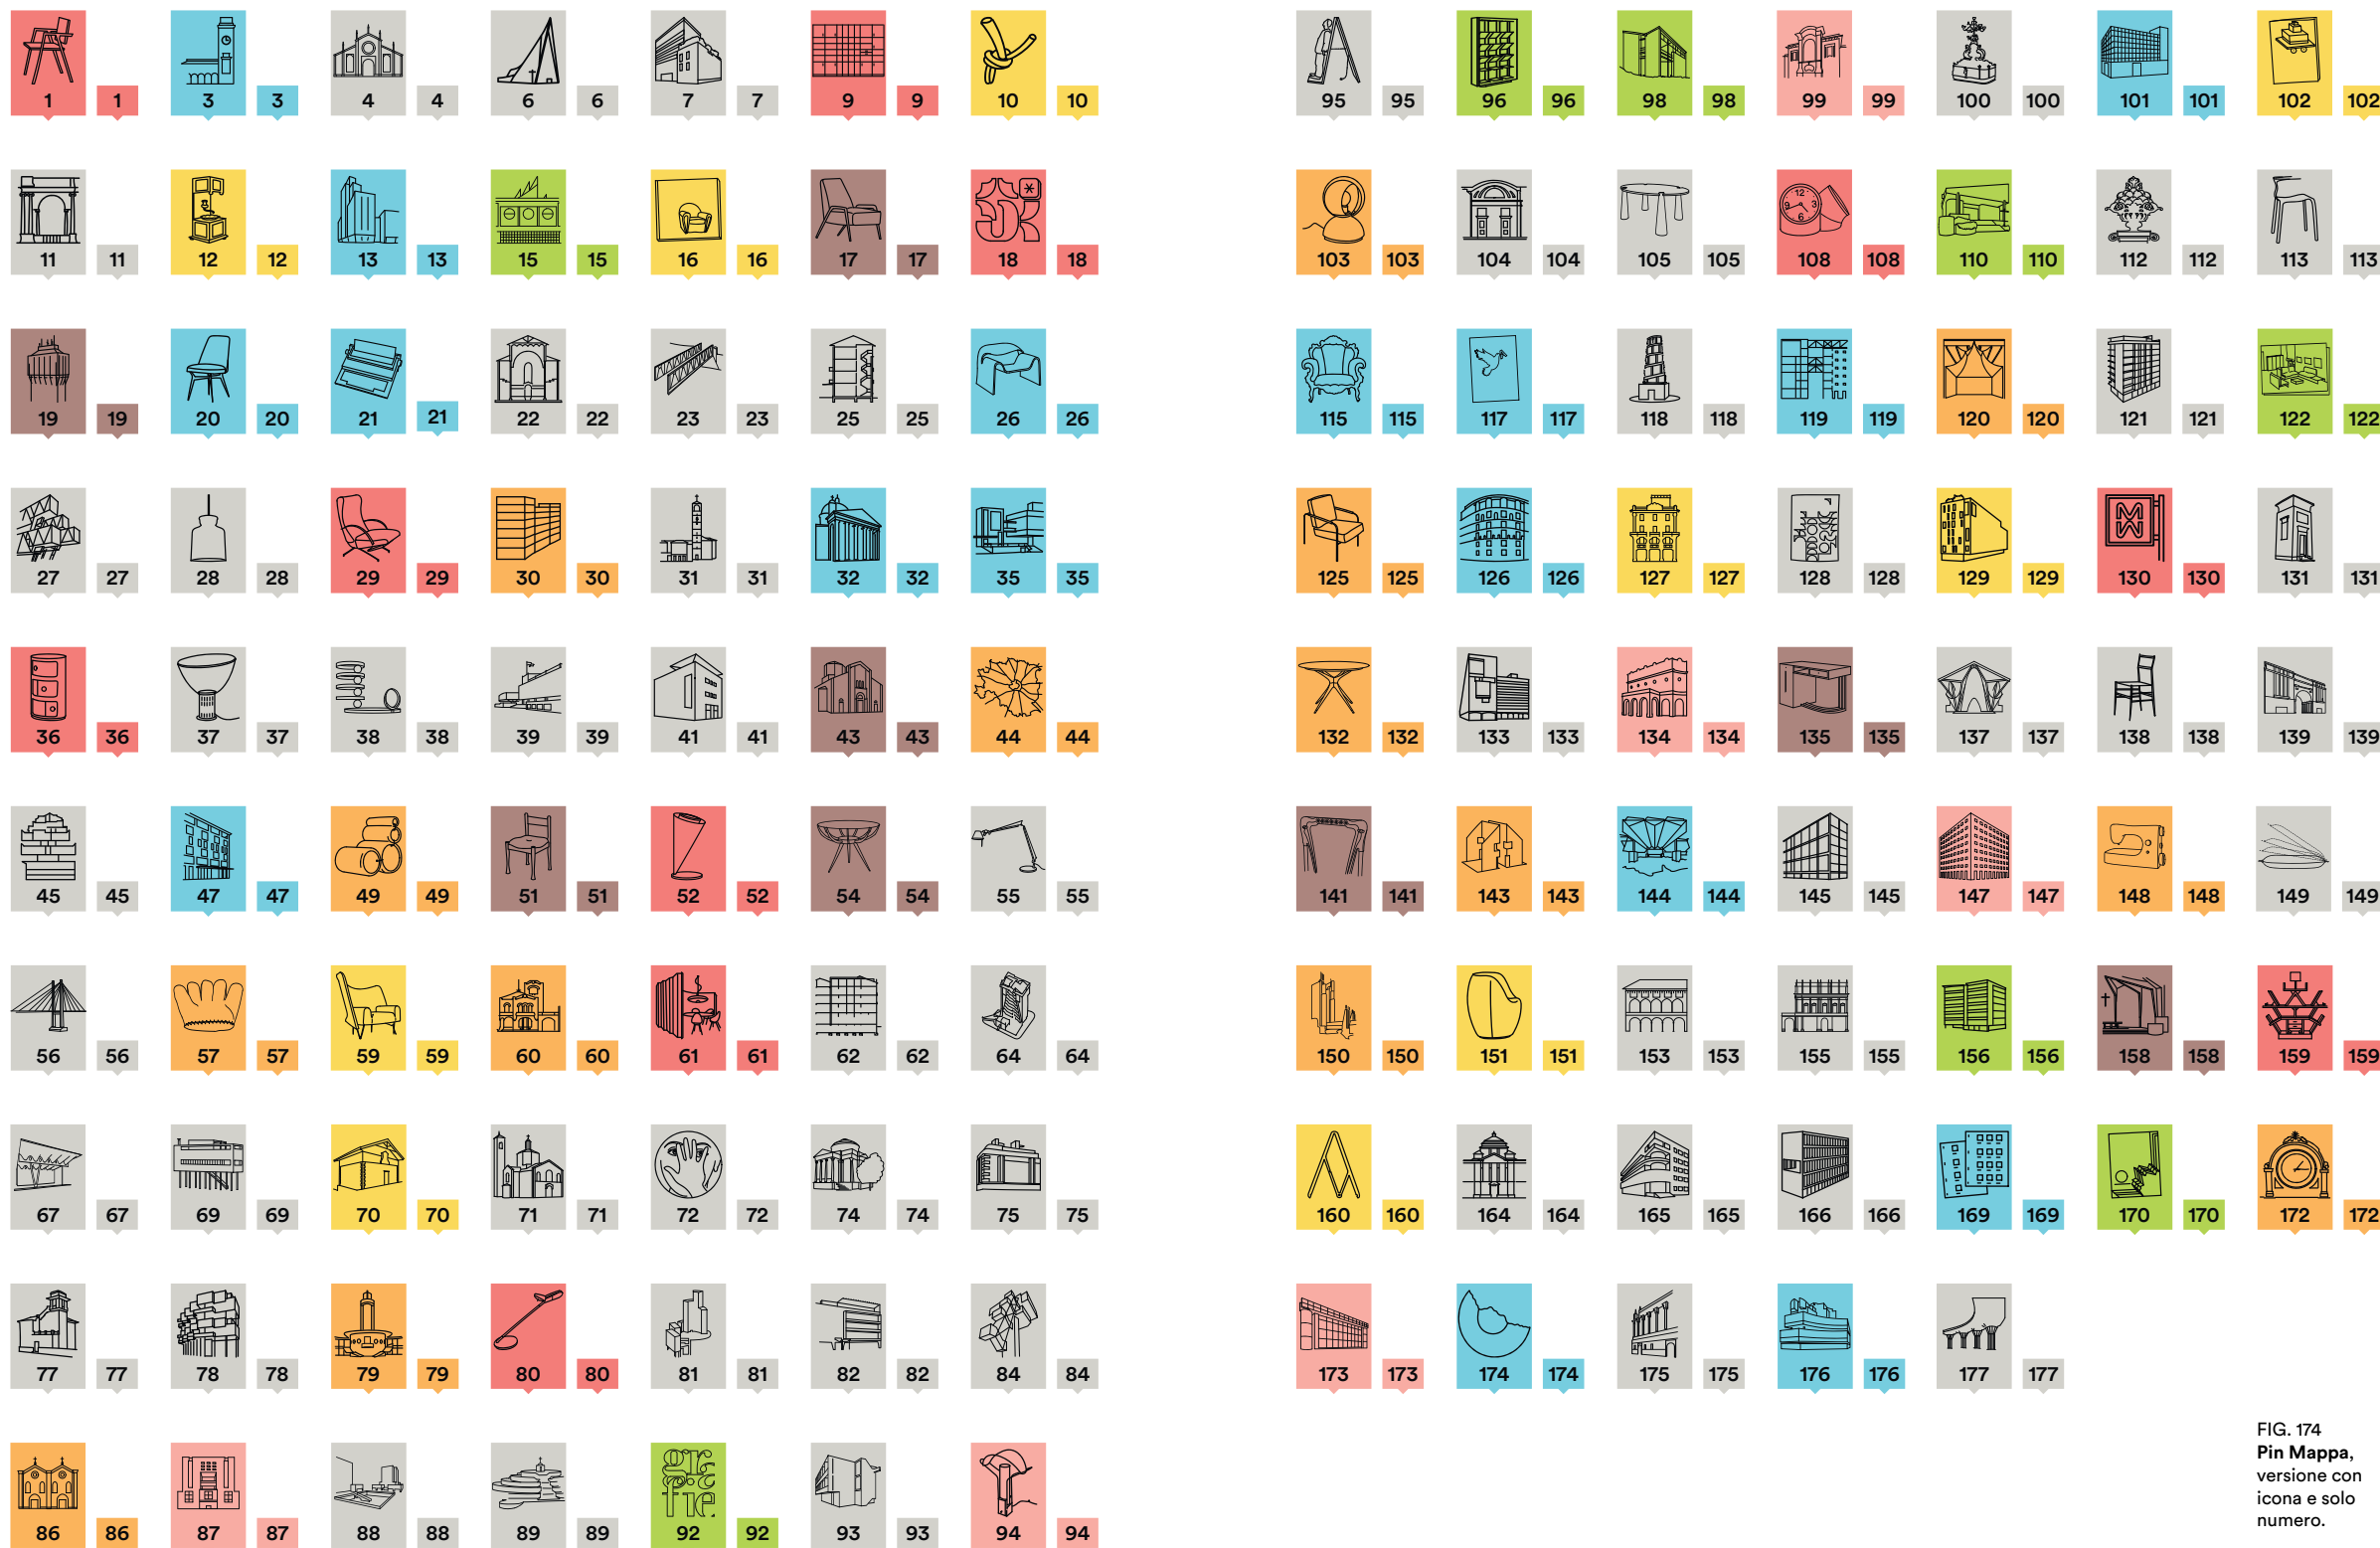 1 1 3 3 4 4 6 6 7 7 9 9 10 10
11 11 12 12 13 13 15 15 16 16 17 17 18 18
19 19 20 20 21 21 22 22 23 23 25 25 26 26
27 27 28 28 29 29 30 30 31 31 32 32 35 35
36 36 37 37 38 38 39 39 41 41 43 43 44 44
45 45 47 47 49 49 51 51 52 52 54 54 55 55
56 56 57 57 59 59 60 60 61 61 62 62 64 64
67 67 69 69 70 70 71 71 72 72 74 74 75 75
77 77 78 78 79 79 80 80 81 81 82 82 84 84
gra
fie
86 86 87 87 88 88 89 89 92 92 93 93 94 94
95 95 96 96 98 98 99 99 100 100 101 101 102 102
12
9 3
6
103 103 104 104 105 105 108 108 110 110 112 112 113 113
115 115 117 117 118 118 119 119 120 120 121 121 122 122
125 125 126 126 127 127 128 128 129 129 130 130 131 131
132 132 133 133 134 134 135 135 137 137 138 138 139 139
141 141 143 143 144 144 145 145 147 147 148 148 149 149
150 150 151 151 153 153 155 155 156 156 158 158 159 159
160 160 164 164 165 165 166 166 169 169 170 170 172 172
173 173 174 174 175 175 176 176 177 177
FIG. 174
Pin Mappa,
versione con
icona e solo
numero.